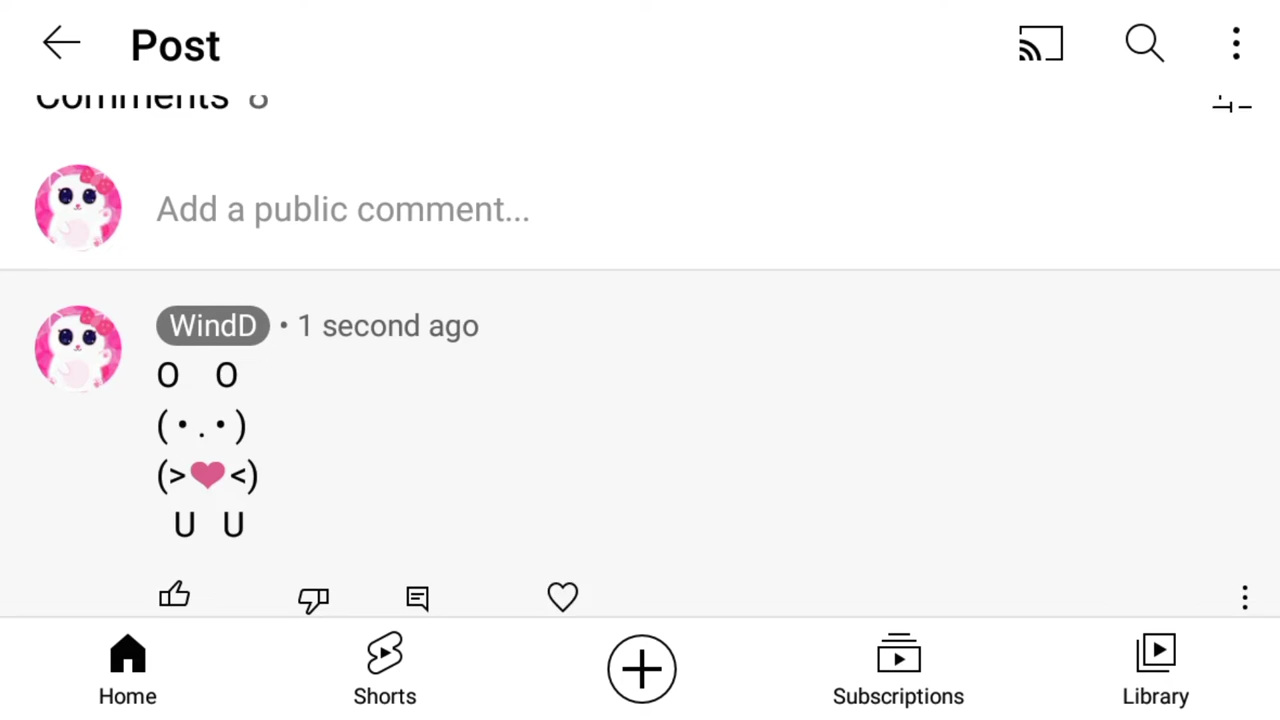 Post
Comments 8
Add a public comment...
WindD • 1 second ago
O O
(•.•)
(>❤<)
U U
Home
Shorts
Subscriptions
Library